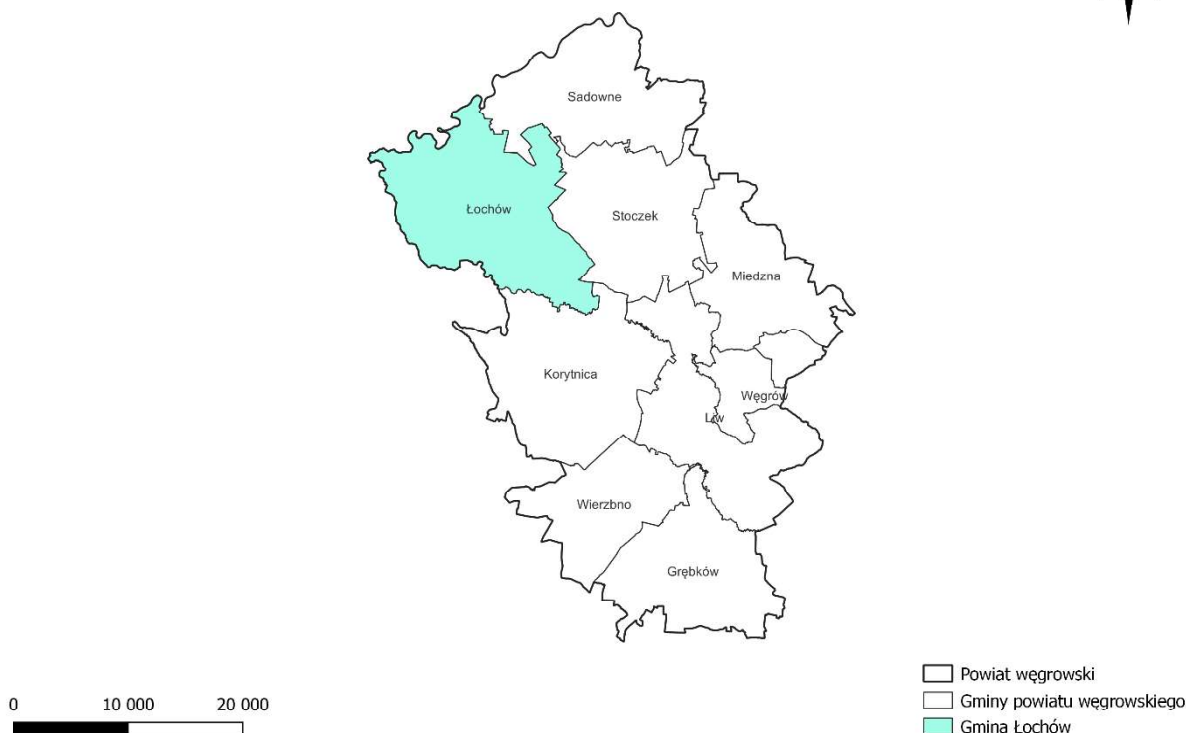 Sadowne
Łochów
Stoczek
Miedzna
Korytnica
Węgrów
Liw
Wierzbno
Grębków
0 10 000 20 000
Powiat węgrowski
Gminy powiatu węgrowskiego
Gmina Łochów